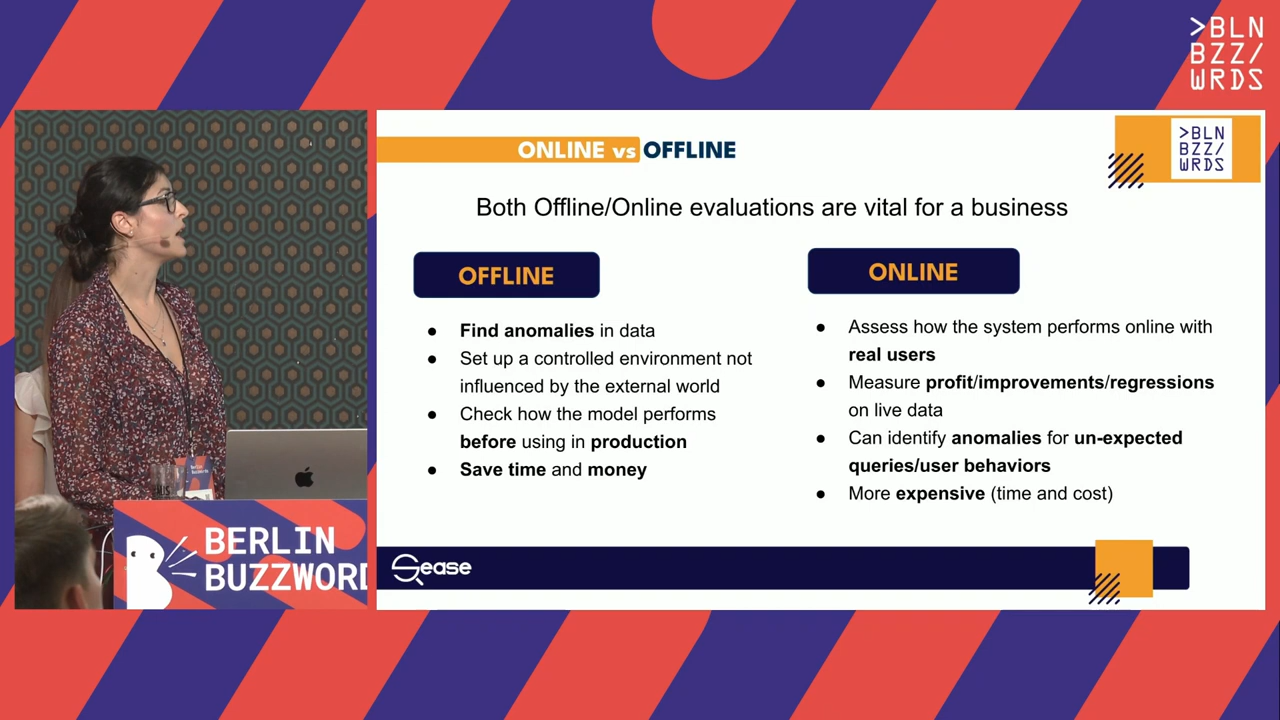 >BLN
BZZ/
WRDS
ONLINE vs OFFLINE
>BLN
BZZ/
WRDS
Both Offline/Online evaluations are vital for a business
OFFLINE
● Find anomalies in data
● Set up a controlled environment not
influenced by the external world
● Check how the model performs
before using in production
● Save time and money
ONLINE
● Assess how the system performs online with
real users
● Measure profit/improvements/regressions
on live data
● Can identify anomalies for un-expected
queries/user behaviors
● More expensive (time and cost)
BERLIN
BUZZWORD
Sease